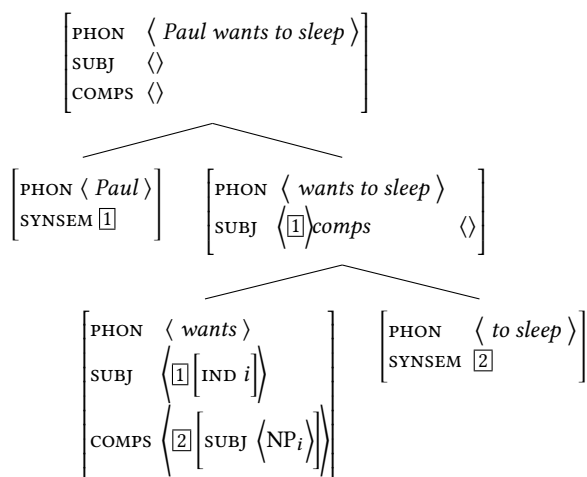 PHON ⟨ Paul wants to sleep ⟩
SUBJ ⟨⟩
COMPS ⟨⟩
PHON ⟨ Paul ⟩
SYNSEM 1
PHON ⟨ wants to sleep ⟩
SUBJ ⟨ 1 ⟩comps ⟨⟩
PHON ⟨ wants ⟩
SUBJ ⟨ 1 [IND i] ⟩
COMPS ⟨ 2 [SUBJ ⟨NPᵢ⟩] ⟩
PHON ⟨ to sleep ⟩
SYNSEM 2